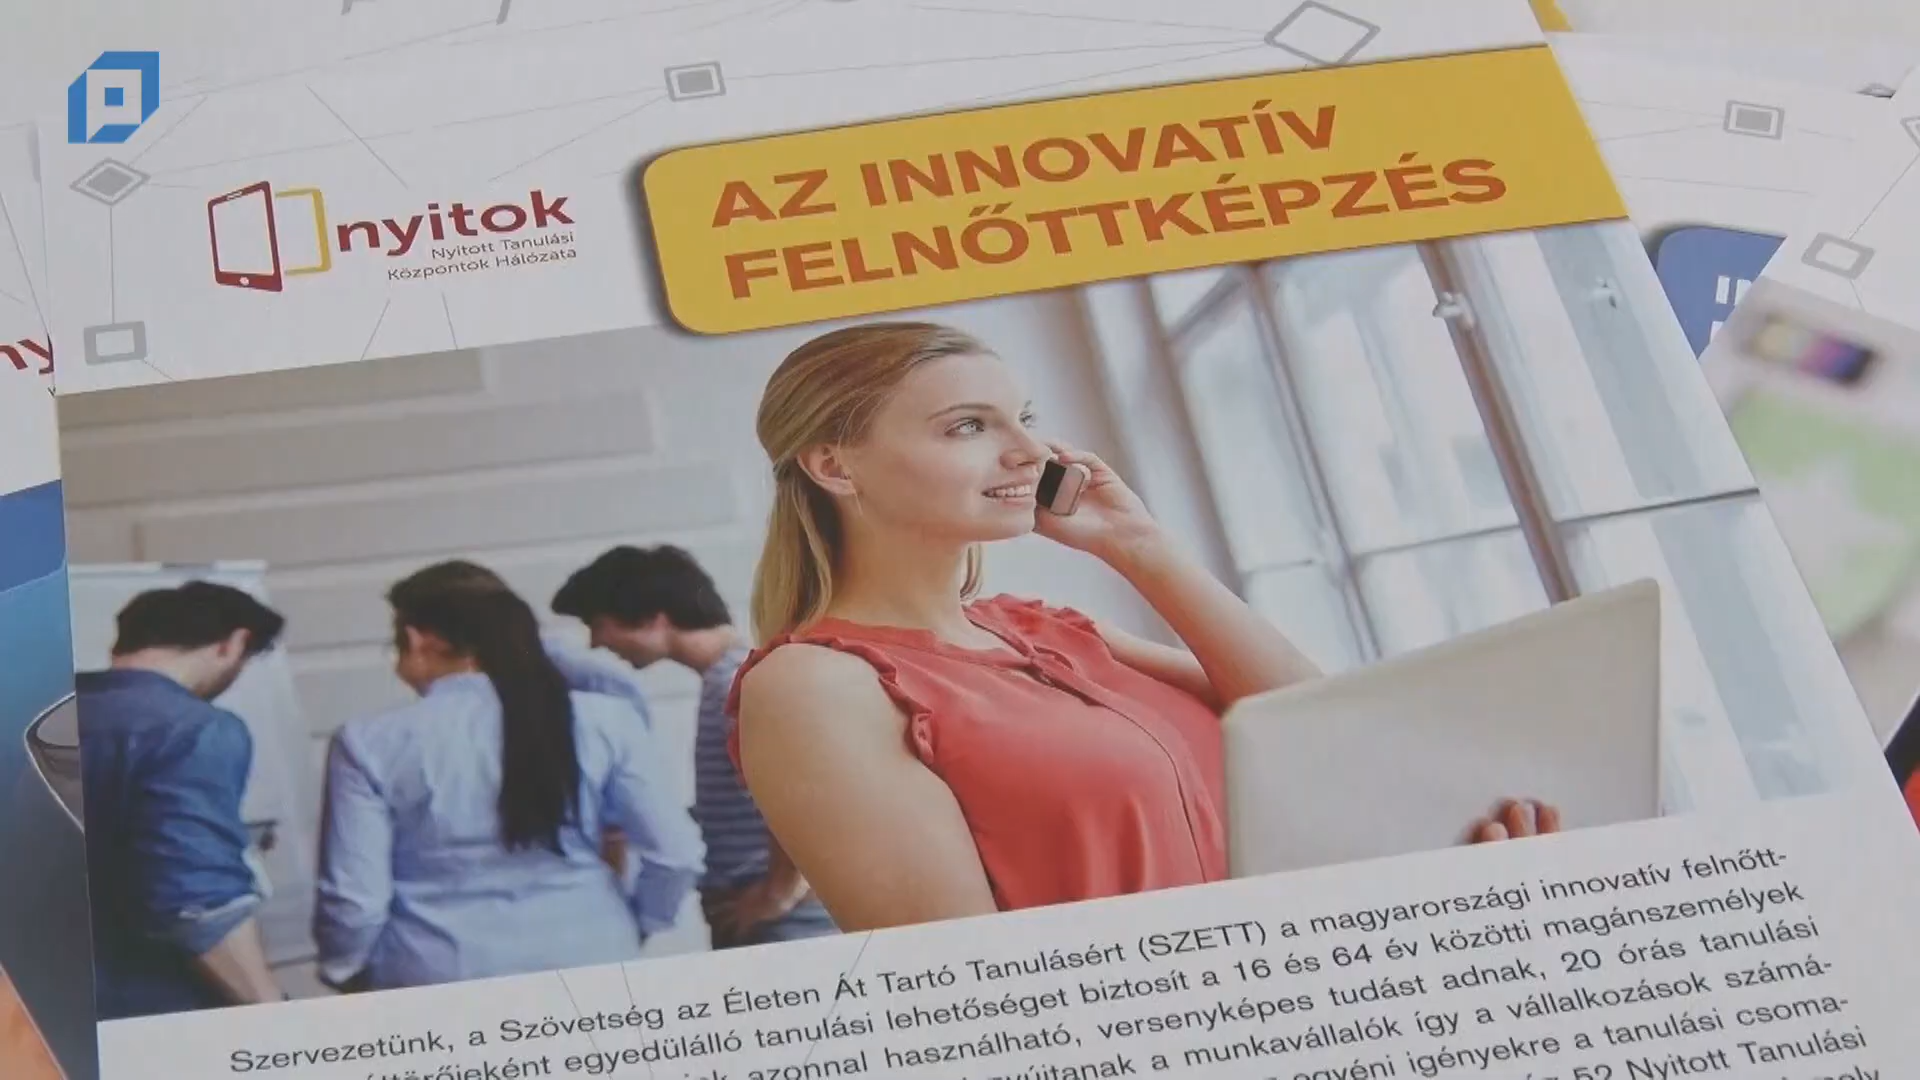 nyitok
Nyitott Tanulási
Központok Hálózata
AZ INNOVATÍV
FELNŐTTKÉPZÉS
ny
Szervezetünk, a Szövetség az Életen Át Tartó Tanulásért (SZETT) a magyarországi innovatív felnőtt-
egyedülálló tanulási lehetőséget biztosít a 16 és 64 év közötti magánszemélyek
azonnal használható, versenyképes tudást adnak, 20 órás tanulási
a munkavállalók így a vállalkozások számá-
egyéni igényekre a tanulási csoma-
52 Nyitott Tanulási